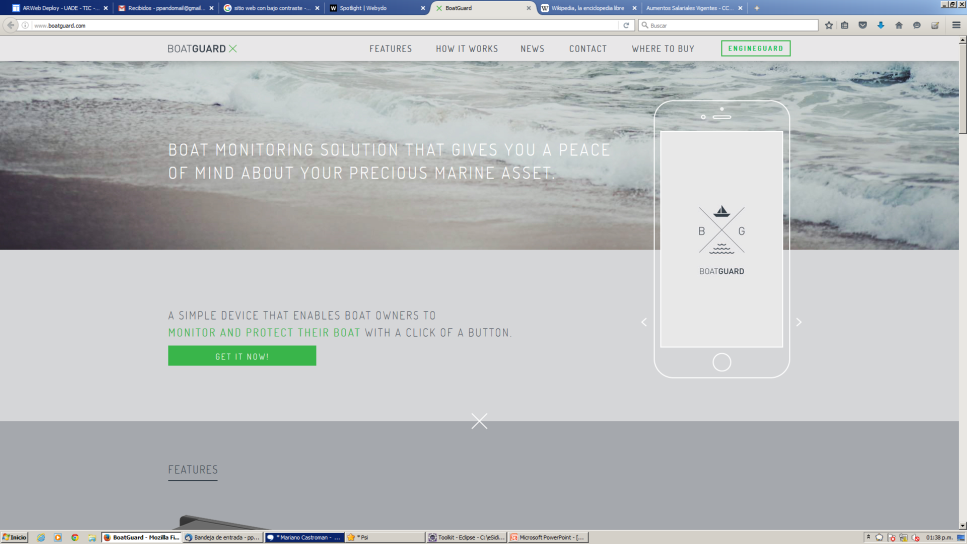 ARWeb Deploy - UADE - TIC - ...
Recibidos - ppandomail@gmail...
sitio web con bajo contraste - ...
Spotlight | Webydo
BoatGuard
Wikipedia, la enciclopedia libre
Aumentos Salariales Vigentes - CC...
www.boatguard.com
Buscar
BOATGUARD
FEATURES
HOW IT WORKS
NEWS
CONTACT
WHERE TO BUY
ENGINEGUARD
BOAT MONITORING SOLUTION THAT GIVES YOU A PEACE
OF MIND ABOUT YOUR PRECIOUS MARINE ASSET.
B G
BOATGUARD
A SIMPLE DEVICE THAT ENABLES BOAT OWNERS TO
MONITOR AND PROTECT THEIR BOAT WITH A CLICK OF A BUTTON.
GET IT NOW!
FEATURES
Inicio
BoatGuard - Mozilla Fi...
Bandeja de entrada - pp...
* Mariano Castroman - ...
* Psi
Toolkit - Eclipse - C:\eSidi...
Microsoft PowerPoint - [...
01:38 p.m.